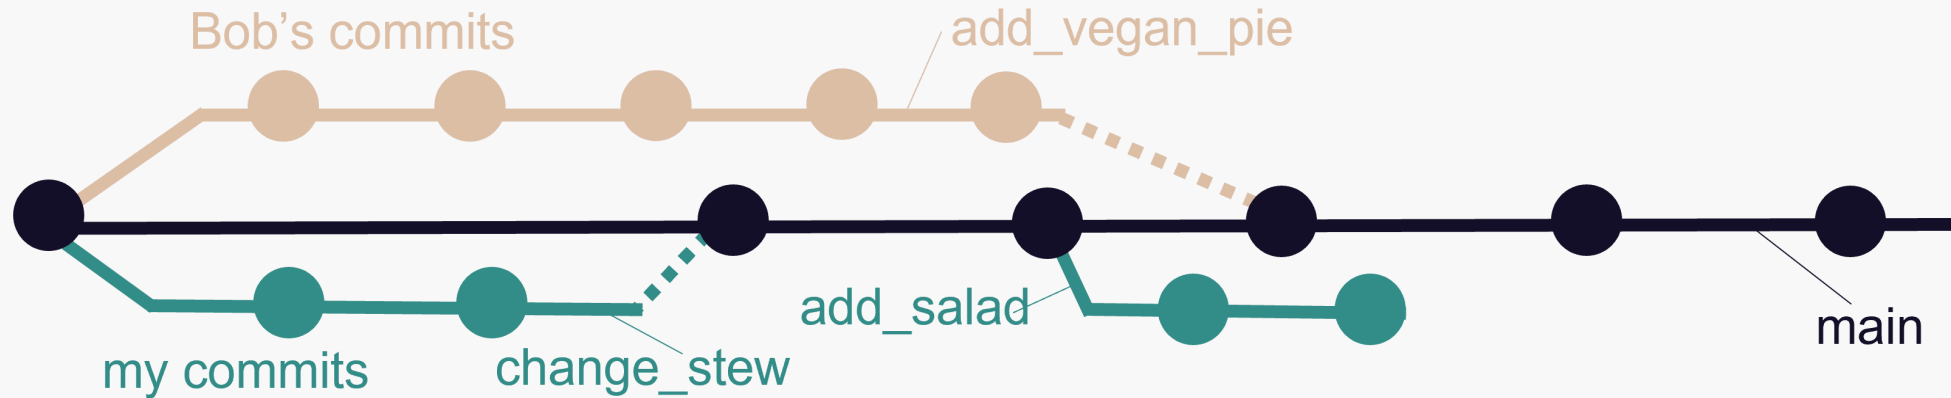 Bob’s commits
add_vegan_pie
add_salad
main
my commits
change_stew